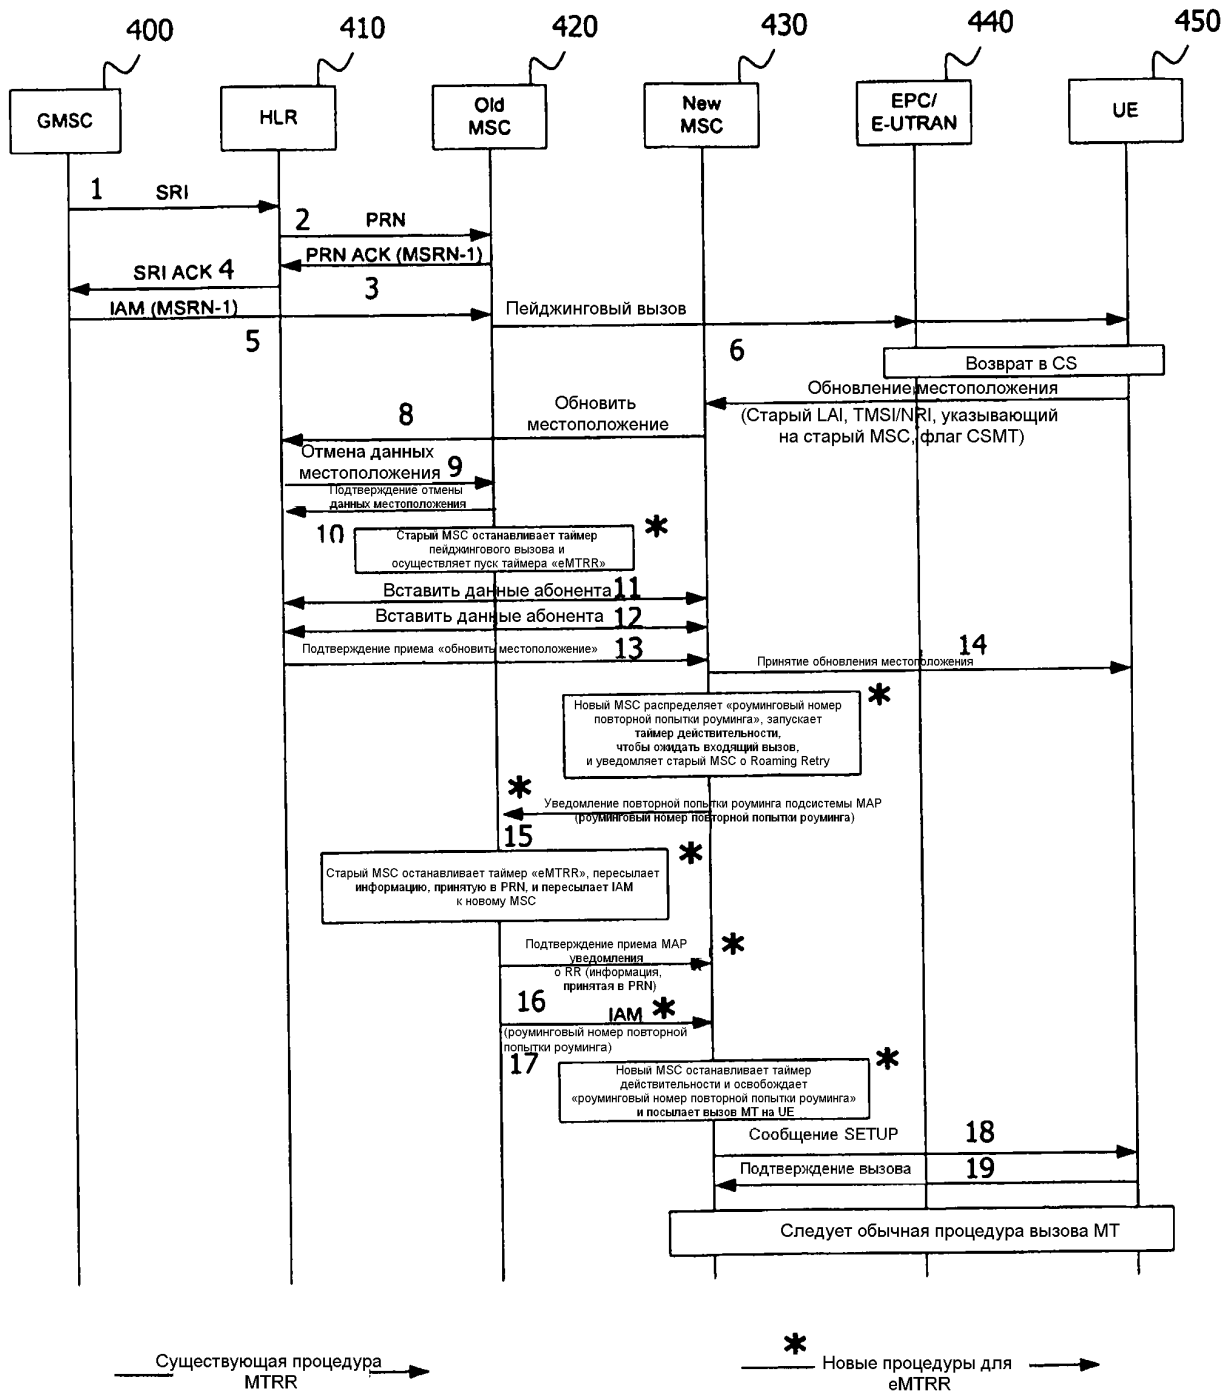 400
410
420
430
440
450
GMSC
HLR
Old
MSC
New
MSC
EPC/
E-UTRAN
UE
1
SRI
2
PRN
PRN ACK (MSRN-1)
SRI ACK 4
3
IAM (MSRN-1)
5
Пейджинговый вызов
6
Возврат в CS
Обновление местоположения
(Старый LAI, TMSI/NRI, указывающий
на старый MSC, флаг CSMT)
8
Обновить
местоположение
Отмена данных
местоположения 9
Подтверждение отмены
данных местоположения
10
*
Старый MSC останавливает таймер
пейджингового вызова и
осуществляет пуск таймера «eMTRR»
Вставить данные абонента 11
Вставить данные абонента 12
Подтверждение приема «обновить местоположение» 13
14
Принятие обновления местоположения
*
Новый MSC распределяет «роуминговый номер
повторной попытки роуминга», запускает
таймер действительности,
чтобы ожидать входящий вызов,
и уведомляет старый MSC о Roaming Retry
*
Уведомление повторной попытки роуминга подсистемы MAP
(роуминговый номер повторной попытки роуминга)
15
*
Старый MSC останавливает таймер «eMTRR», пересылает
информацию, принятую в PRN, и пересылает IAM
к новому MSC
*
Подтверждение приема MAP
уведомления
о RR (информация,
принятая в PRN)
16
IAM *
(роуминговый номер повторной
попытки роуминга)
17
*
Новый MSC останавливает таймер
действительности и освобождает
«роуминговый номер повторной попытки роуминга»
и посылает вызов МТ на UE
Сообщение SETUP 18
Подтверждение вызова 19
Следует обычная процедура вызова МТ
Существующая процедура
MTRR
*
Новые процедуры для
eMTRR